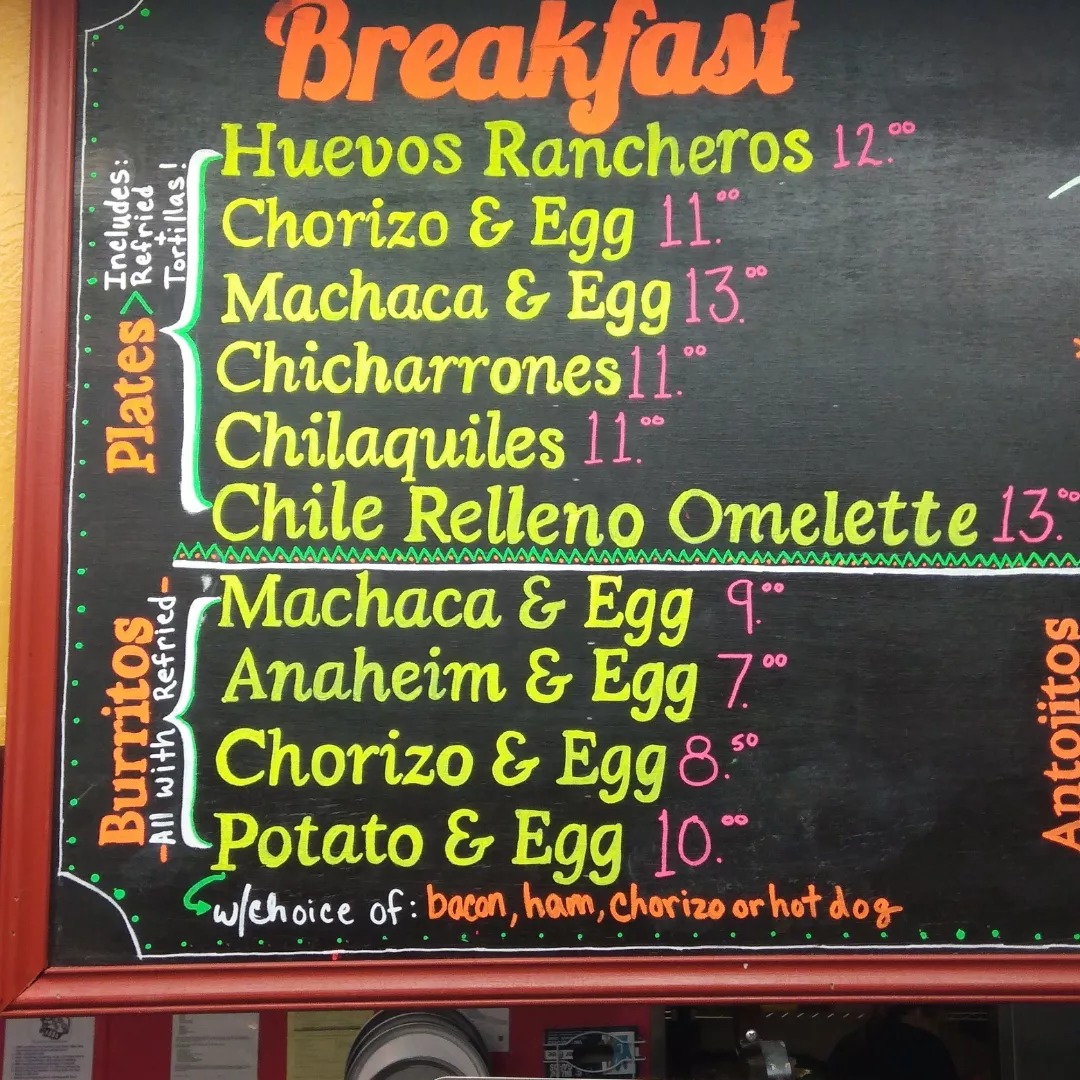 Breakfast
Plates > Includes: Refried + Tortillas!
Huevos Rancheros 12.00
Chorizo & Egg 11.00
Machaca & Egg 13.00
Chicharrones 11.00
Chilaquiles 11.00
Chile Relleno Omelette 13.00
Burritos
-All with Refried-
Machaca & Egg 9.00
Anaheim & Egg 7.00
Chorizo & Egg 8.50
Potato & Egg 10.00
w/choice of: bacon, ham, chorizo or hot dog
Antojitos